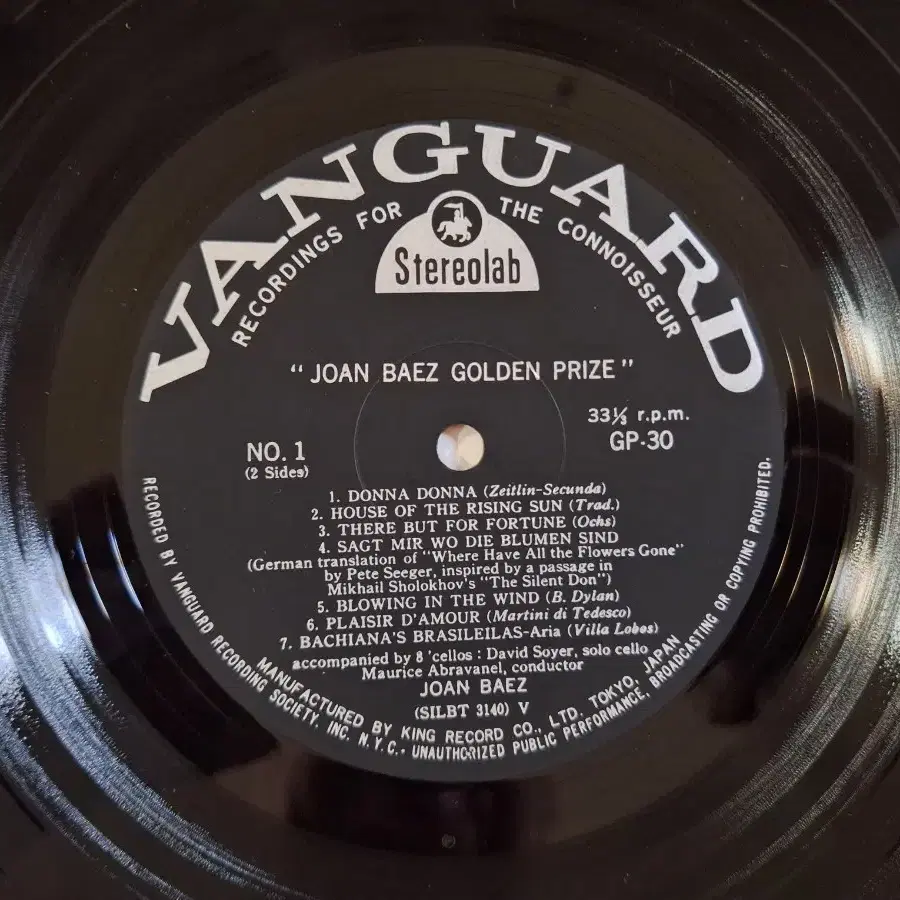 VANGUARD
RECORDINGS FOR THE CONNOISSEUR
Stereolab
"JOAN BAEZ GOLDEN PRIZE"
33⅓ r.p.m.
NO. 1
GP-30
(2 Sides)
1. DONNA DONNA (Zeitlin-Secunda)
2. HOUSE OF THE RISING SUN (Trad.)
3. THERE BUT FOR FORTUNE (Ochs)
4. SAGT MIR WO DIE BLUMEN SIND
(German translation of "Where Have All the Flowers Gone"
by Pete Seeger, inspired by a passage in
Mikhail Sholokhov's "The Silent Don")
5. BLOWING IN THE WIND (B. Dylan)
6. PLAISIR D'AMOUR (Martini di Tedesco)
7. BACHIANA'S BRASILEILAS-Aria (Villa Lobos)
accompanied by 8 'cellos : David Soyer, solo cello
Maurice Abravanel, conductor
JOAN BAEZ
(SILBT 3140) V
MANUFACTURED BY KING RECORD CO., LTD. TOKYO, JAPAN
RECORDED BY VANGUARD RECORDING SOCIETY, INC. N.Y.C. · UNAUTHORIZED PUBLIC PERFORMANCE, BROADCASTING OR COPYING PROHIBITED.